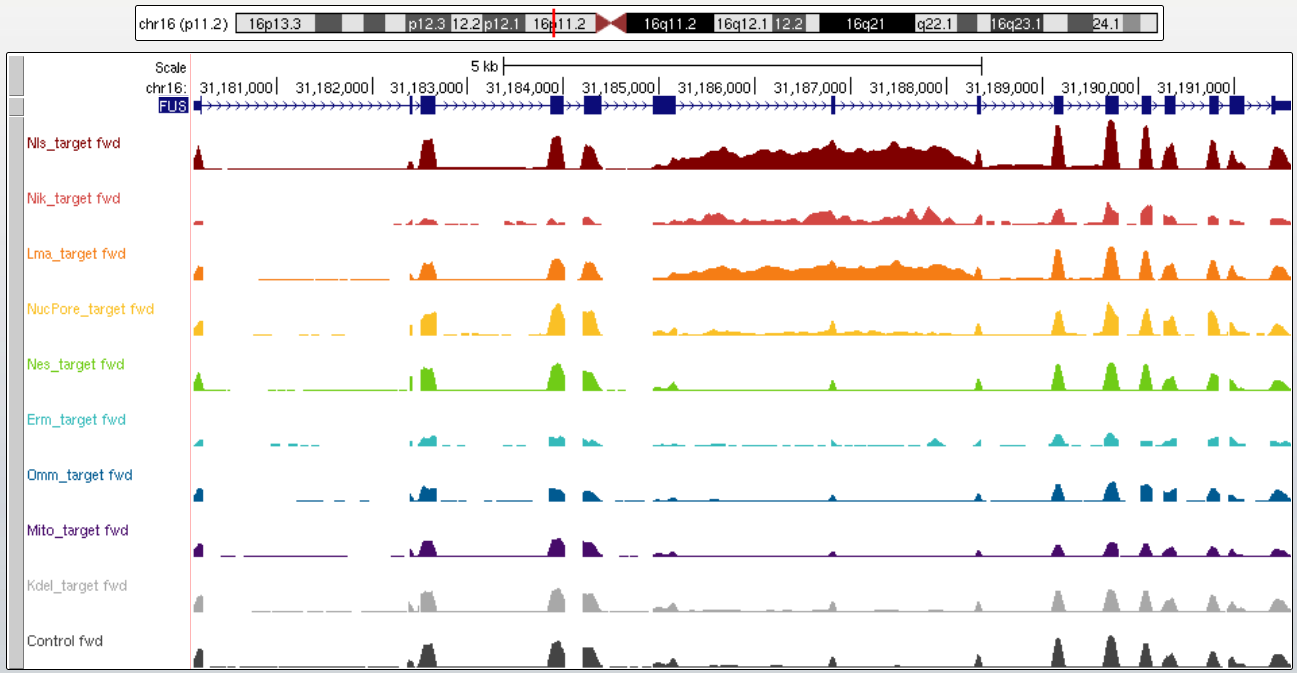 chr16 (p11.2) 16p13.3 p12.3 12.2 p12.1 16p11.2 16q11.2 16q12.1 12.2 16q21 q22.1 16q23.1 24.1
Scale 5 kb
chr16: 31,181,000 31,182,000 31,183,000 31,184,000 31,185,000 31,186,000 31,187,000 31,188,000 31,189,000 31,190,000 31,191,000
FUS
Nls_target fwd
Nik_target fwd
Lma_target fwd
NucPore_target fwd
Nes_target fwd
Erm_target fwd
Omm_target fwd
Mito_target fwd
Kdel_target fwd
Control fwd